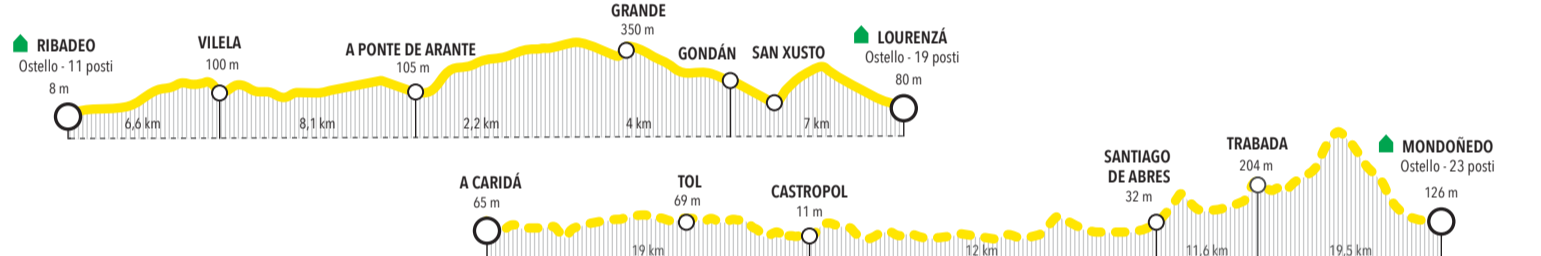 RIBADEO
Ostello - 11 posti
8 m
VILELA
100 m
A PONTE DE ARANTE
105 m
GRANDE
350 m
GONDÁN
SAN XUSTO
LOURENZÁ
Ostello - 19 posti
80 m
6,6 km
8,1 km
2,2 km
4 km
7 km
A CARIDÁ
65 m
TOL
69 m
CASTROPOL
11 m
SANTIAGO
DE ABRES
32 m
TRABADA
204 m
MONDOÑEDO
Ostello - 23 posti
126 m
19 km
12 km
11,6 km
19,5 km